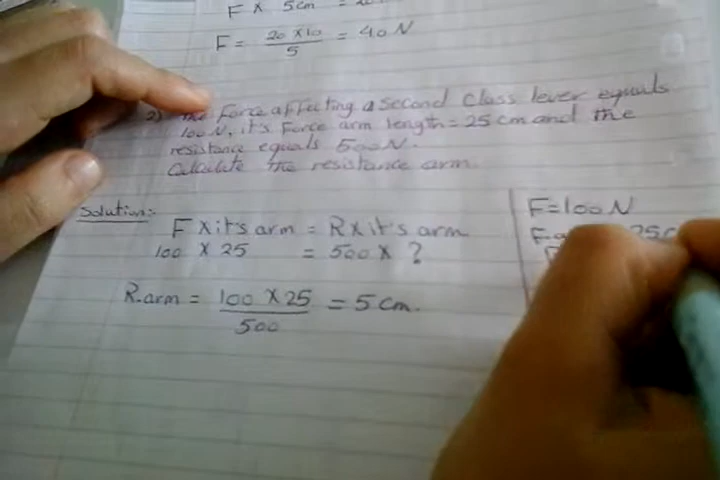 F × 5cm =
F = 20 × 10 / 5 = 40 N
2) The Force affecting a second class lever equals
100 N, it's Force arm length = 25 cm and the
resistance equals 500 N.
Calculate the resistance arm.
Solution:-
F × it's arm = R × it's arm
100 × 25 = 500 × ?
R.arm = 100 × 25 / 500 = 5 cm.
F = 100 N
25